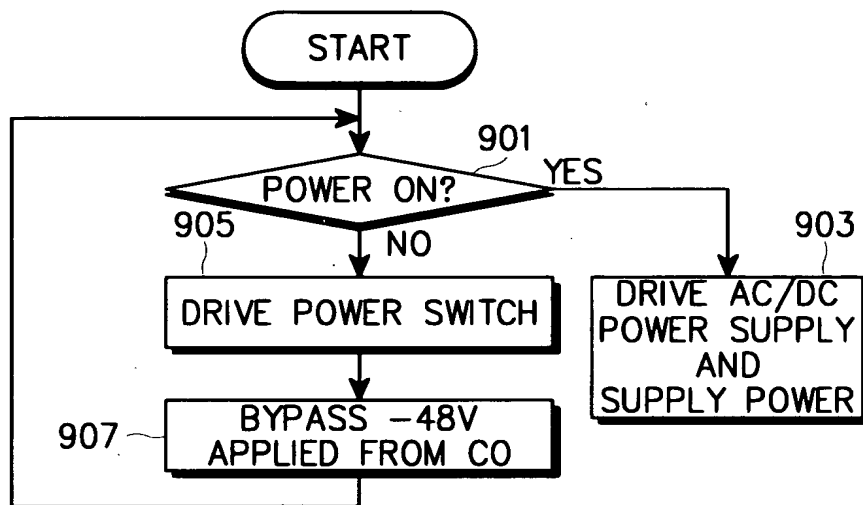 START
901
POWER ON?
YES
905
NO
903
DRIVE POWER SWITCH
DRIVE AC/DC
POWER SUPPLY
AND
SUPPLY POWER
907
BYPASS -48V
APPLIED FROM CO